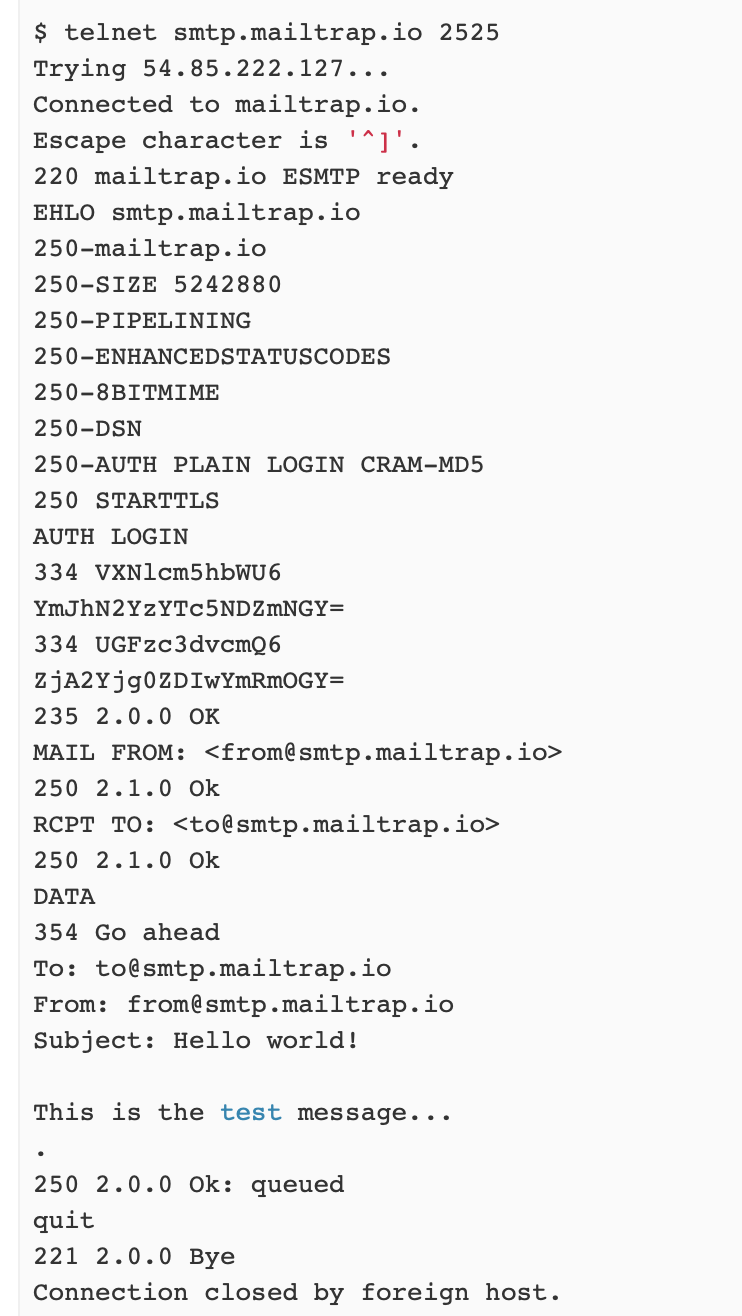 $ telnet smtp.mailtrap.io 2525
Trying 54.85.222.127...
Connected to mailtrap.io.
Escape character is '^]'.
220 mailtrap.io ESMTP ready
EHLO smtp.mailtrap.io
250-mailtrap.io
250-SIZE 5242880
250-PIPELINING
250-ENHANCEDSTATUSCODES
250-8BITMIME
250-DSN
250-AUTH PLAIN LOGIN CRAM-MD5
250 STARTTLS
AUTH LOGIN
334 VXNlcm5hbWU6
YmJhN2YzYTc5NDZmNGY=
334 UGFzc3dvcmQ6
ZjA2Yjg0ZDIwYmRmOGY=
235 2.0.0 OK
MAIL FROM: <from@smtp.mailtrap.io>
250 2.1.0 Ok
RCPT TO: <to@smtp.mailtrap.io>
250 2.1.0 Ok
DATA
354 Go ahead
To: to@smtp.mailtrap.io
From: from@smtp.mailtrap.io
Subject: Hello world!

This is the test message...
.
250 2.0.0 Ok: queued
quit
221 2.0.0 Bye
Connection closed by foreign host.